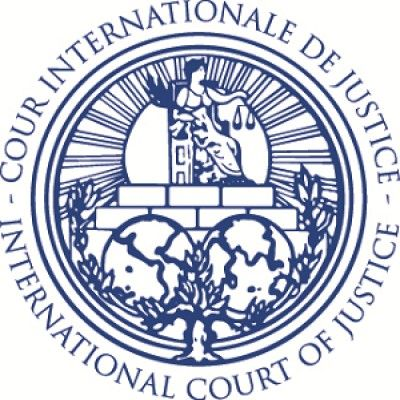 - COUR INTERNATIONALE DE JUSTICE -
INTERNATIONAL COURT OF JUSTICE